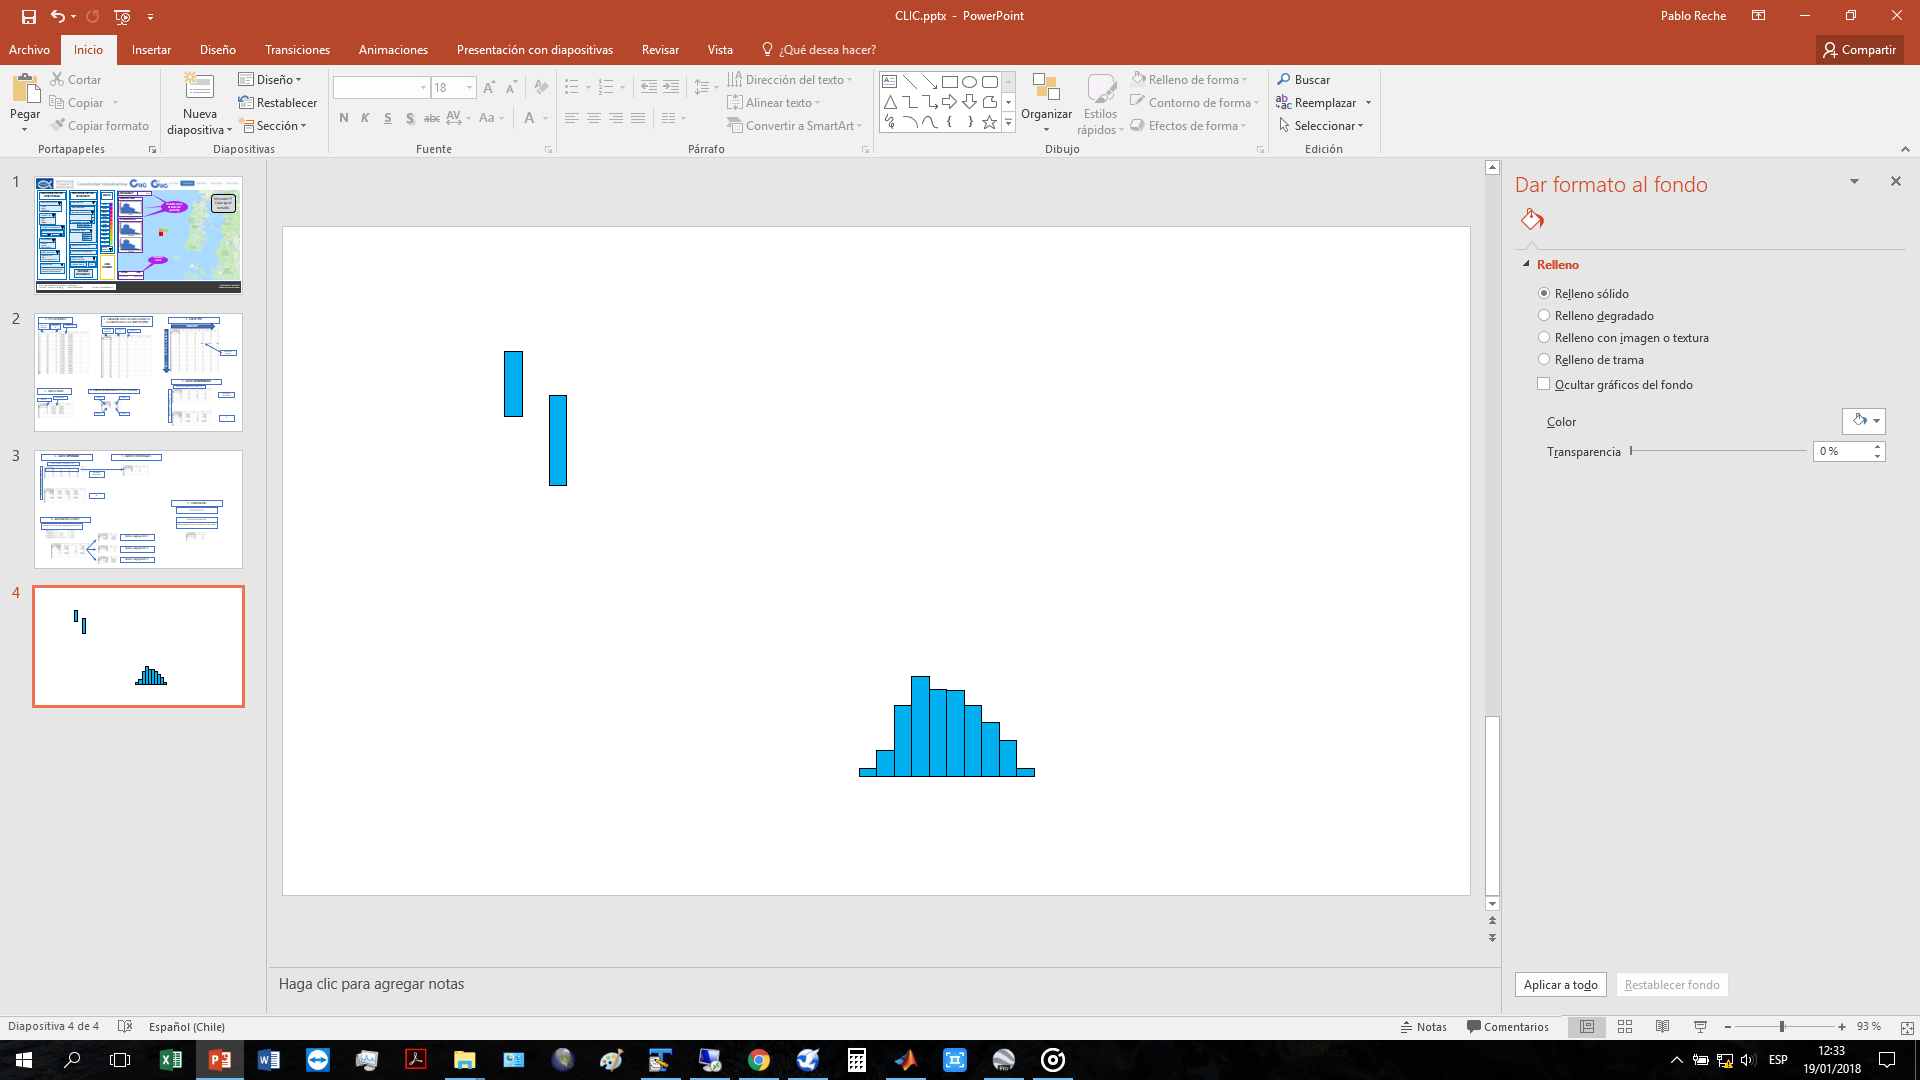 CLIC.pptx - PowerPoint
Pablo Reche
Archivo Inicio Insertar Diseño Transiciones Animaciones Presentación con diapositivas Revisar Vista ¿Qué desea hacer? Compartir
Pegar
Cortar
Copiar
Copiar formato
Portapapeles
Nueva diapositiva
Diseño
Restablecer
Sección
Diapositivas
18
N K S S abc AV Aa A
Fuente
Dirección del texto
Alinear texto
Convertir a SmartArt
Párrafo
Organizar
Estilos rápidos
Relleno de forma
Contorno de forma
Efectos de forma
Dibujo
Buscar
Reemplazar
Seleccionar
Edición
1
2
3
4
Dar formato al fondo
Relleno
Relleno sólido
Relleno degradado
Relleno con imagen o textura
Relleno de trama
Ocultar gráficos del fondo
Color
Transparencia 0 %
Aplicar a todo Restablecer fondo
Haga clic para agregar notas
Diapositiva 4 de 4 Español (Chile) Notas Comentarios 93 %
ESP
12:33
19/01/2018